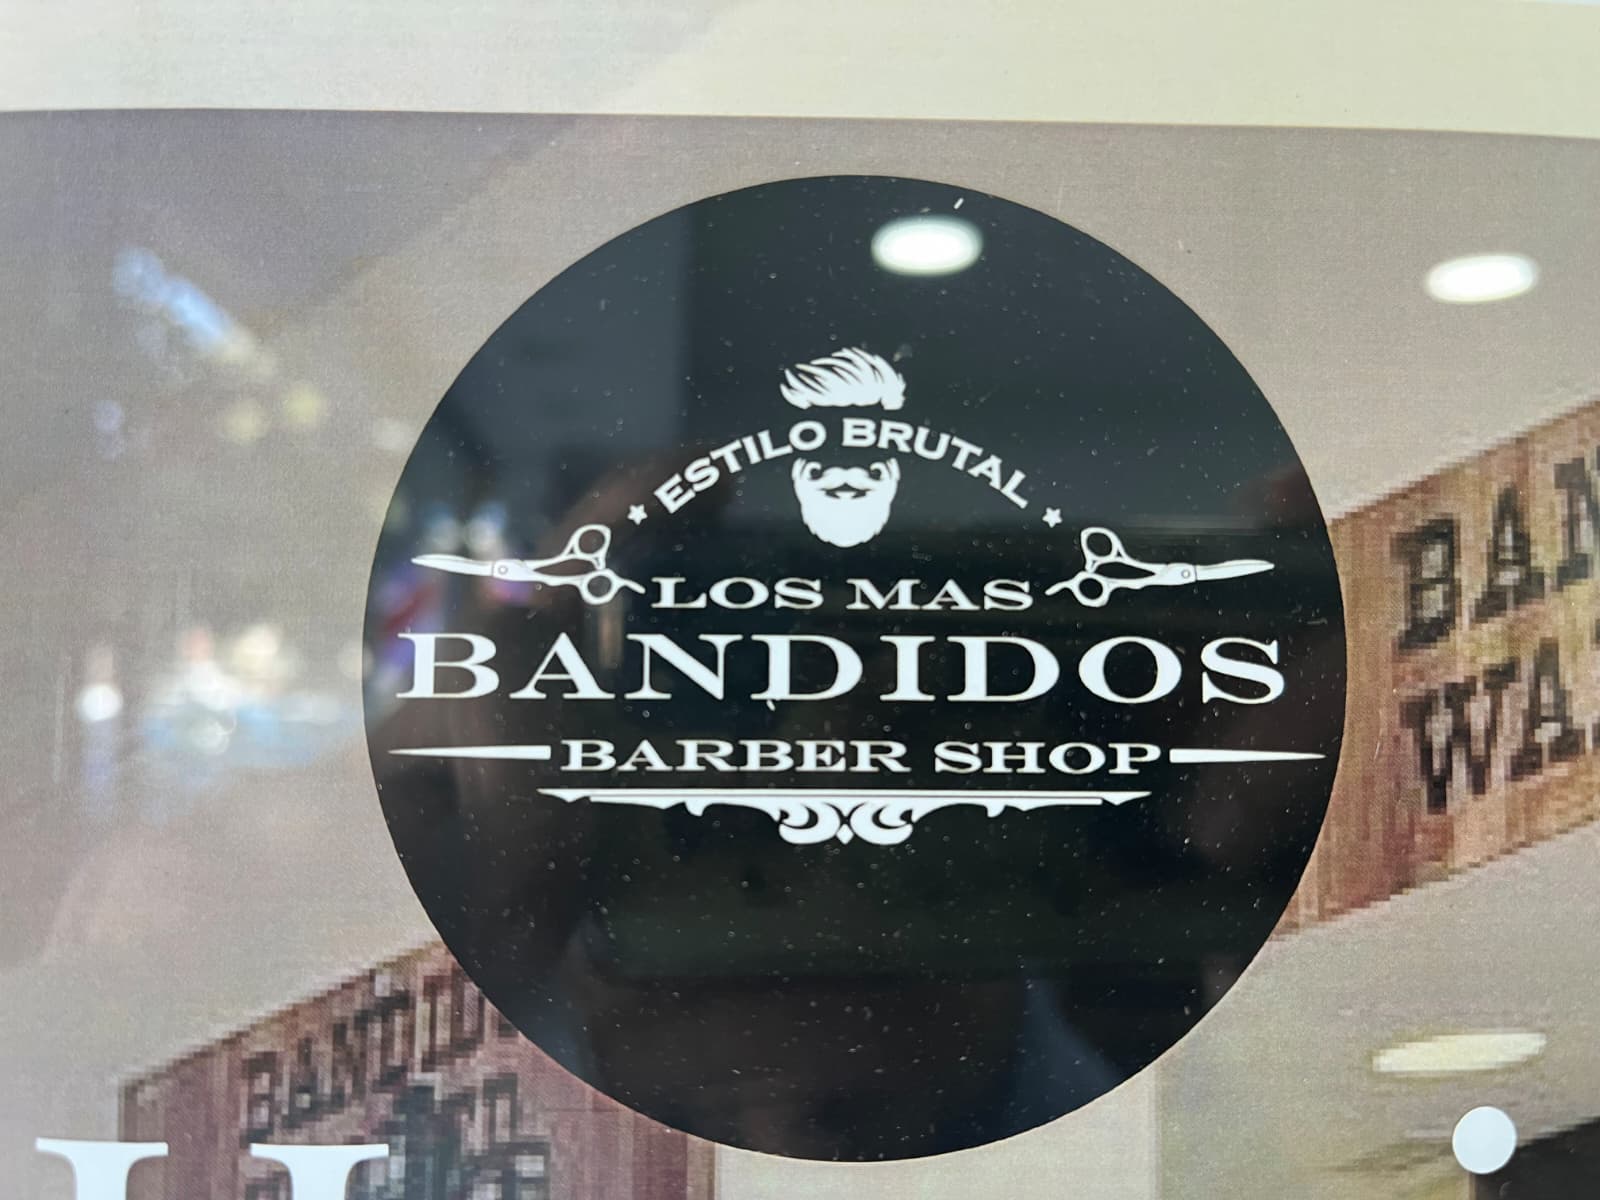 ESTILO BRUTAL
LOS MAS
BANDIDOS
BARBER SHOP